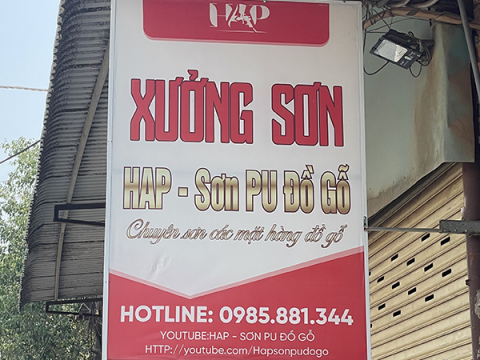 HAP
XƯỞNG SƠN
HAP - Sơn PU Đồ Gỗ
Chuyên sơn các mặt hàng đồ gỗ
HOTLINE: 0985.881.344
YOUTUBE:HAP - SƠN PU ĐỒ GỖ
HTTP://youtube.com/Hapsonpudogo